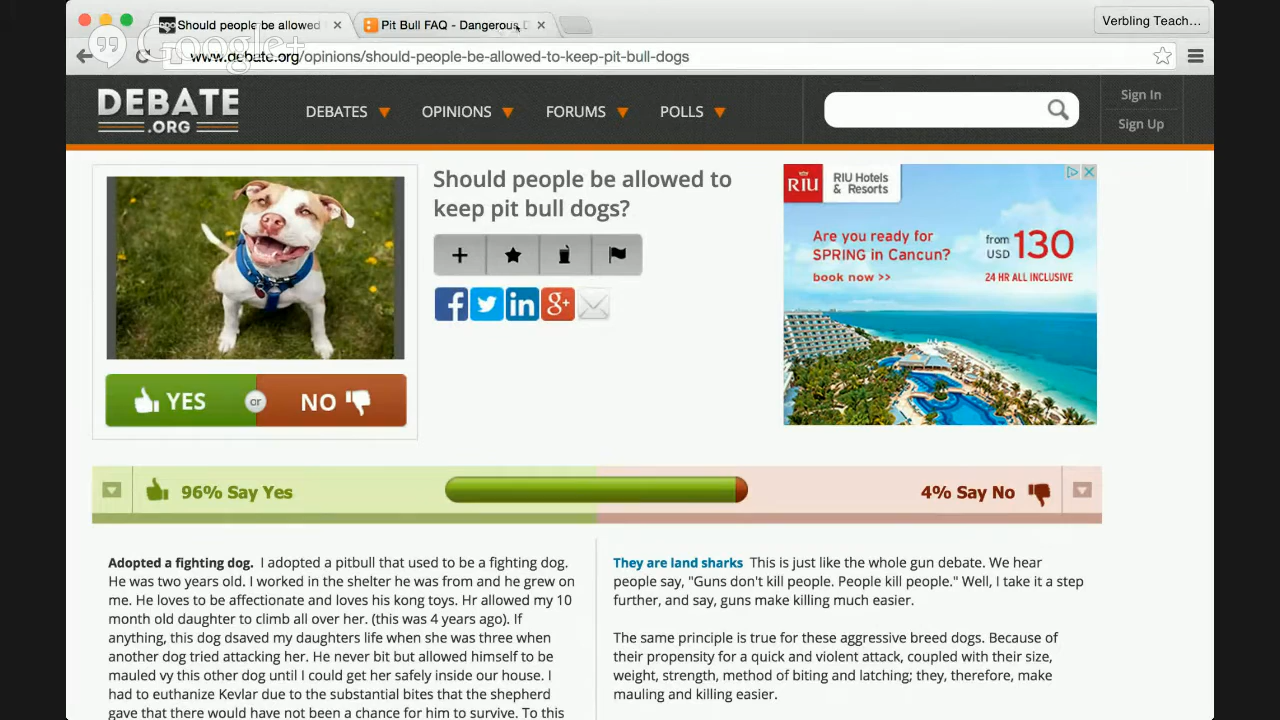 Should people be allowed
Pit Bull FAQ - Dangerous D
Verbling Teach…
Google+
www.debate.org/opinions/should-people-be-allowed-to-keep-pit-bull-dogs
DEBATE
.ORG
DEBATES
OPINIONS
FORUMS
POLLS
Sign In
Sign Up
Should people be allowed to
keep pit bull dogs?
RIU
RIU Hotels
& Resorts
Are you ready for
SPRING in Cancun?
book now >>
from
USD
130
24 HR ALL INCLUSIVE
YES
or
NO
96% Say Yes
4% Say No
Adopted a fighting dog. I adopted a pitbull that used to be a fighting dog.
He was two years old. I worked in the shelter he was from and he grew on
me. He loves to be affectionate and loves his kong toys. Hr allowed my 10
month old daughter to climb all over her. (this was 4 years ago). If
anything, this dog dsaved my daughters life when she was three when
another dog tried attacking her. He never bit but allowed himself to be
mauled vy this other dog until I could get her safely inside our house. I
had to euthanize Kevlar due to the substantial bites that the shepherd
gave that there would have not been a chance for him to survive. To this
They are land sharks This is just like the whole gun debate. We hear
people say, "Guns don't kill people. People kill people." Well, I take it a step
further, and say, guns make killing much easier.
The same principle is true for these aggressive breed dogs. Because of
their propensity for a quick and violent attack, coupled with their size,
weight, strength, method of biting and latching; they, therefore, make
mauling and killing easier.